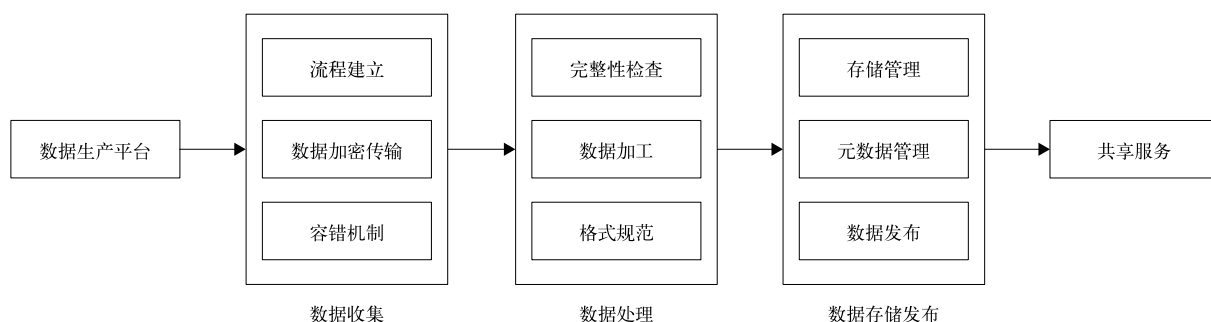 数据生产平台
流程建立
数据加密传输
容错机制
数据收集
完整性检查
数据加工
格式规范
数据处理
存储管理
元数据管理
数据发布
数据存储发布
共享服务